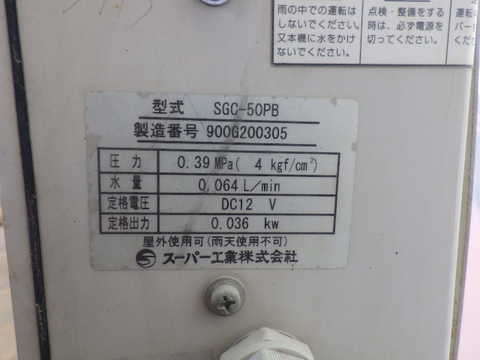 雨の中での運転は
しないでください。
又本機に水をかけ
ないでください。
点検・整備をする
時は、必ず電源を
切ってください。
型式 SGC-50PB
製造番号 900G200305
圧力 0.39 MPa( 4 kgf/cm²)
水量 0.064 L/min
定格電圧 DC12 V
定格出力 0.036 kw
屋外使用可(雨天使用不可)
スーパー工業株式会社